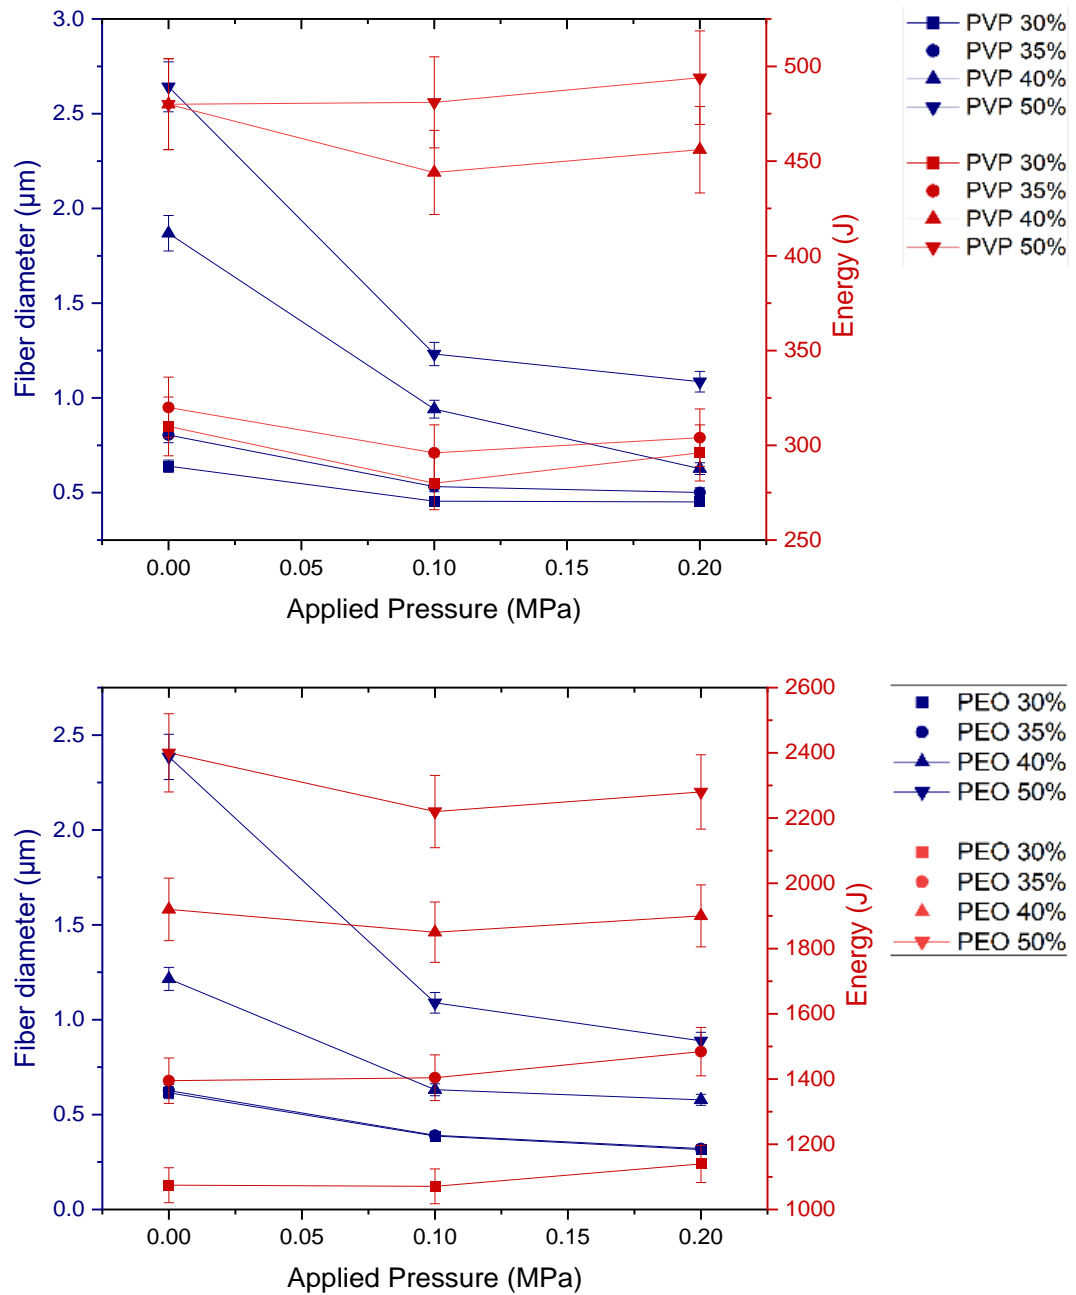 3.0
2.5
2.0
1.5
1.0
0.5
Fiber diameter (µm)
500
450
400
350
300
250
Energy (J)
0.00
0.05
0.10
0.15
0.20
Applied Pressure (MPa)
PVP 30%
PVP 35%
PVP 40%
PVP 50%
PVP 30%
PVP 35%
PVP 40%
PVP 50%
2.5
2.0
1.5
1.0
0.5
0.0
Fiber diameter (µm)
2600
2400
2200
2000
1800
1600
1400
1200
1000
Energy (J)
0.00
0.05
0.10
0.15
0.20
Applied Pressure (MPa)
PEO 30%
PEO 35%
PEO 40%
PEO 50%
PEO 30%
PEO 35%
PEO 40%
PEO 50%